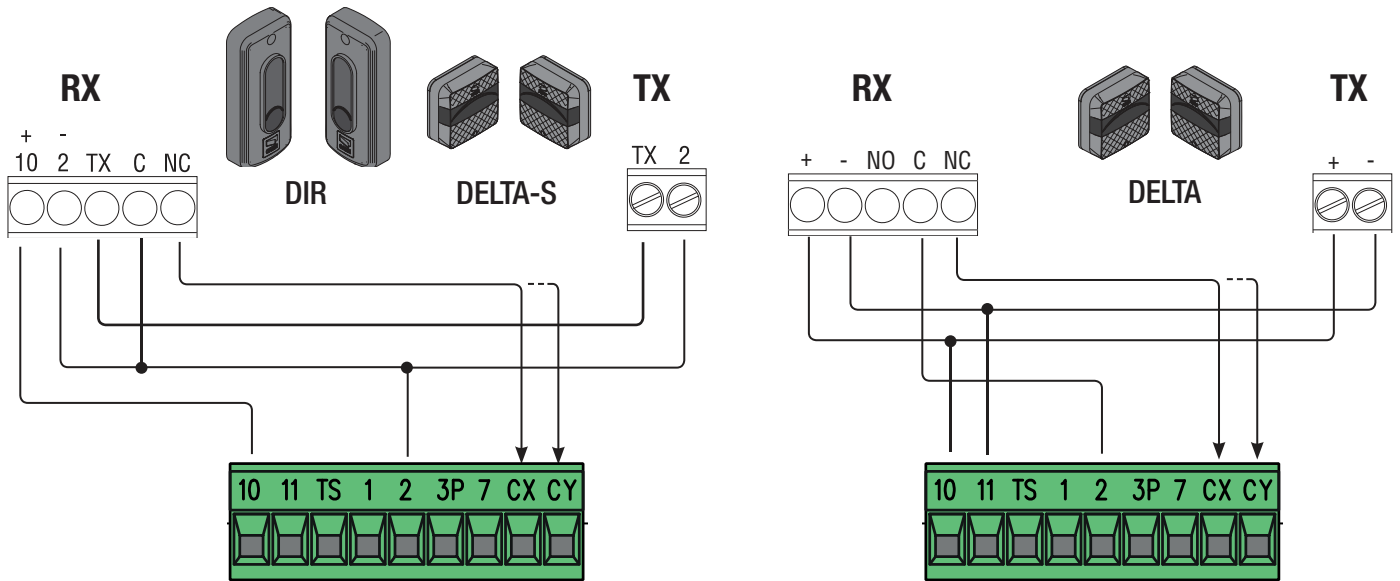 RX
+ -
10 2 TX C NC
DIR
DELTA-S
TX
TX 2
10 11 TS 1 2 3P 7 CX CY
RX
+ - NO C NC
DELTA
TX
+ -
10 11 TS 1 2 3P 7 CX CY